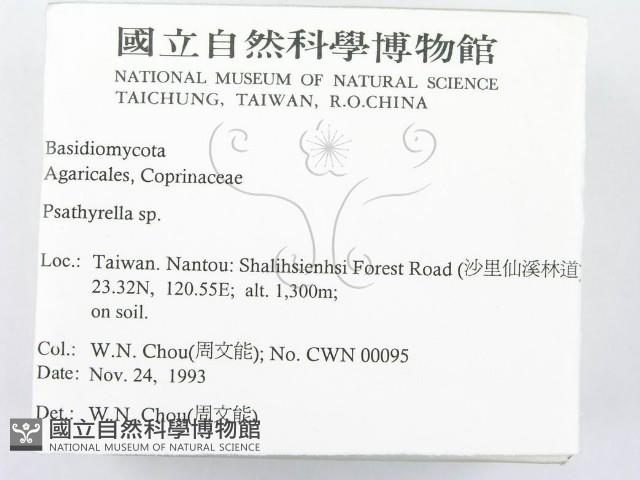 國立自然科學博物館
NATIONAL MUSEUM OF NATURAL SCIENCE
TAICHUNG, TAIWAN, R.O.CHINA
Basidiomycota
Agaricales, Coprinaceae
Psathyrella sp.
Loc.: Taiwan. Nantou: Shalihsienhsi Forest Road (沙里仙溪林道)
23.32N, 120.55E; alt. 1,300m;
on soil.
Col.: W.N. Chou(周文能); No. CWN 00095
Date: Nov. 24, 1993
Det.: W.N. Chou(周文能)
國立自然科學博物館
NATIONAL MUSEUM OF NATURAL SCIENCE